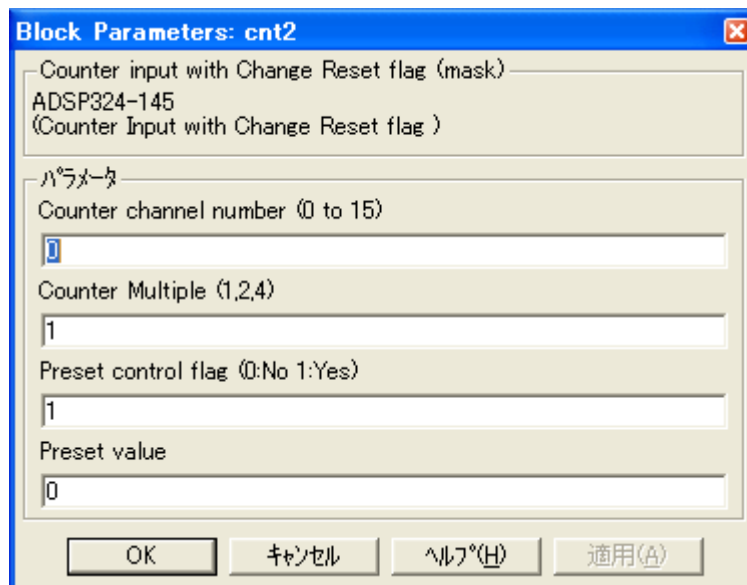 Block Parameters: cnt2
Counter input with Change Reset flag (mask)
ADSP324-145
(Counter Input with Change Reset flag )
パラメータ
Counter channel number (0 to 15)
0
Counter Multiple (1,2,4)
1
Preset control flag (0:No 1:Yes)
1
Preset value
0
OK キャンセル ヘルプ(H) 適用(A)